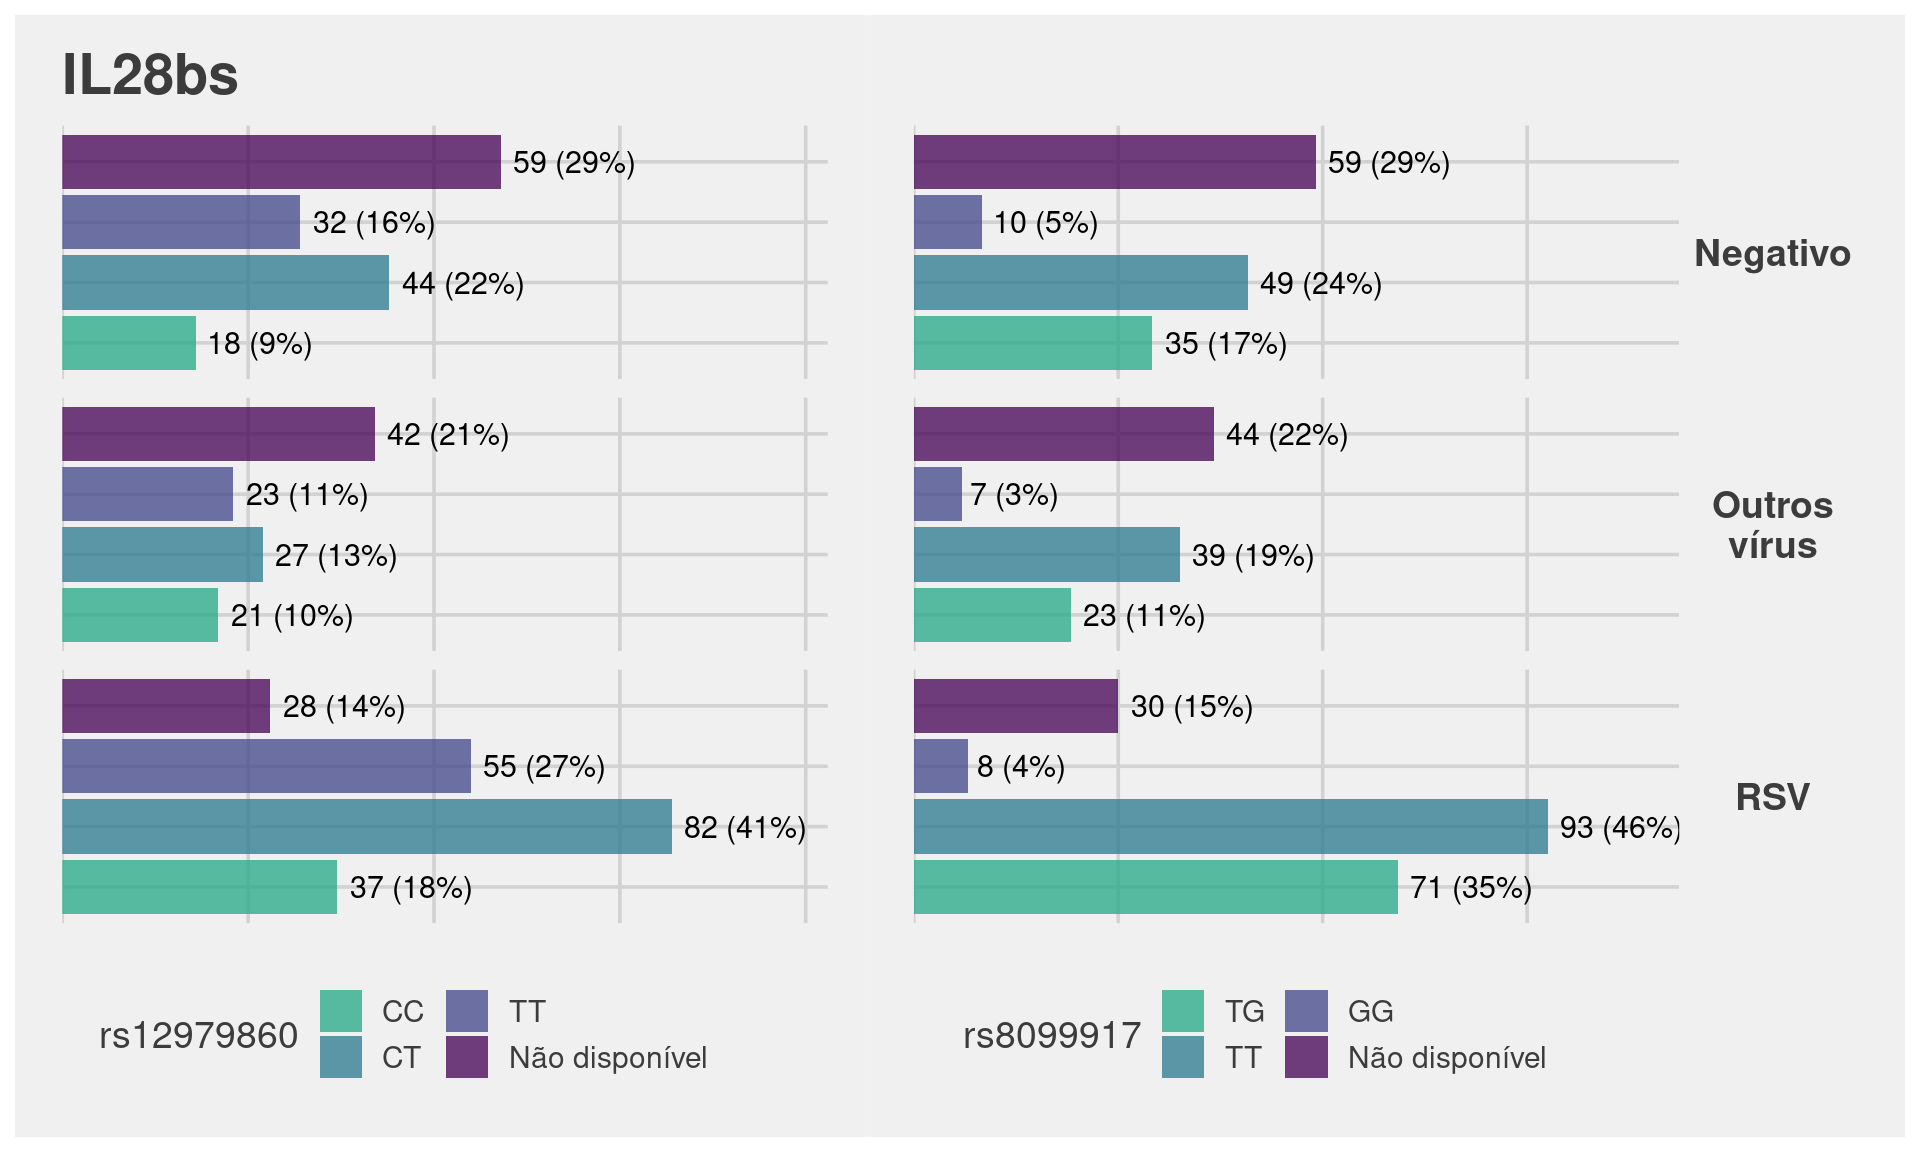 IL28bs
59 (29%)
32 (16%)
44 (22%)
18 (9%)
59 (29%)
10 (5%)
49 (24%)
35 (17%)
Negativo
42 (21%)
23 (11%)
27 (13%)
21 (10%)
44 (22%)
7 (3%)
39 (19%)
23 (11%)
Outros
vírus
28 (14%)
55 (27%)
82 (41%)
37 (18%)
30 (15%)
8 (4%)
93 (46%)
71 (35%)
RSV
rs12979860
CC
TT
CT
Não disponível
rs8099917
TG
GG
TT
Não disponível